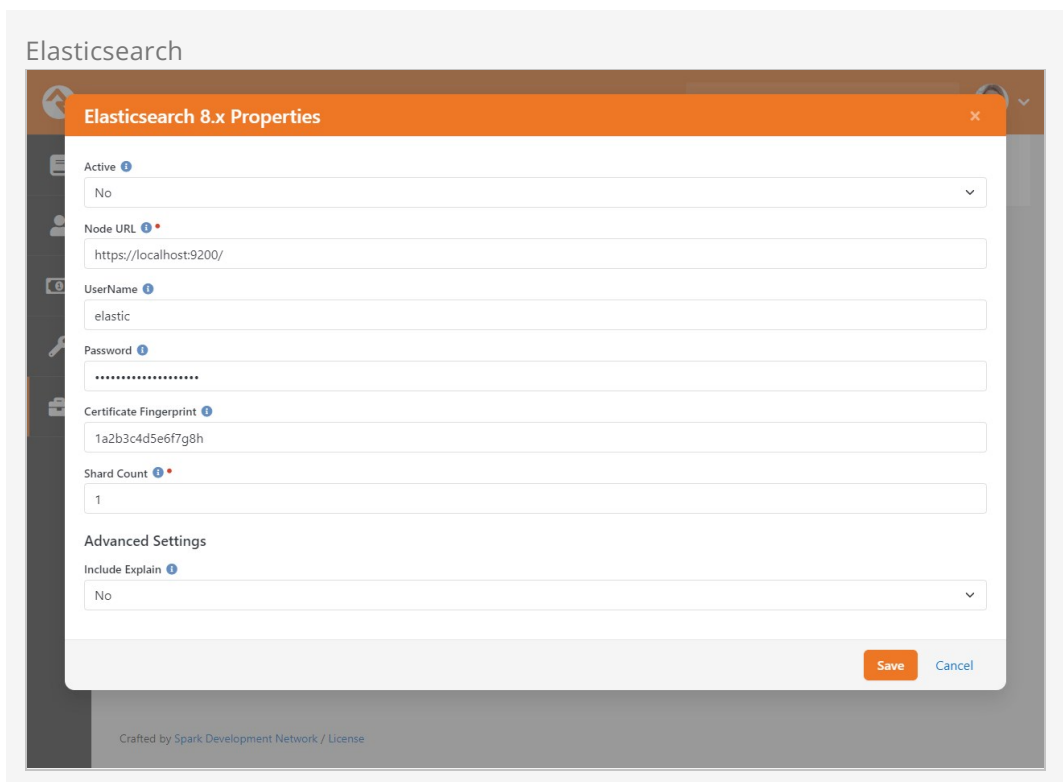 Elasticsearch
Elasticsearch 8.x Properties
Active
No
Node URL
https://localhost:9200/
UserName
elastic
Password
••••••••••••••••••••
Certificate Fingerprint
1a2b3c4d5e6f7g8h
Shard Count
1
Advanced Settings
Include Explain
No
Save Cancel
Crafted by Spark Development Network / License